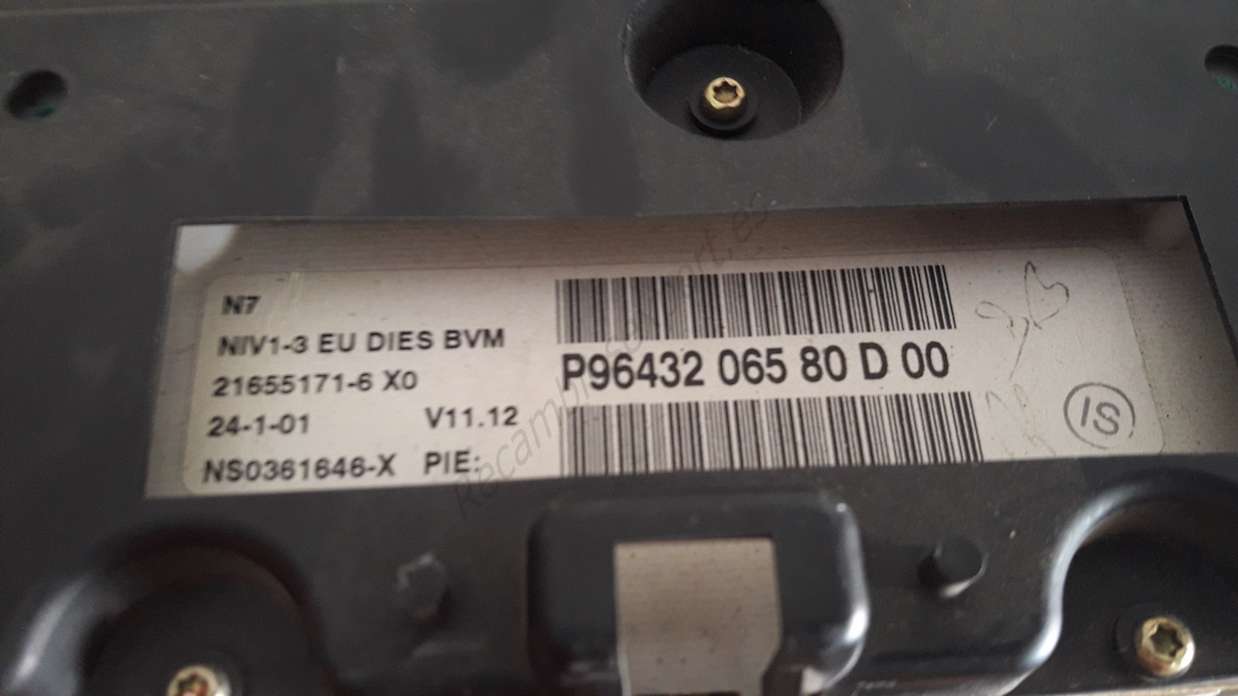 N7
NIV1-3 EU DIES BVM
21655171-6 X0
24-1-01 V11.12
NS0361646-X PIE:
P96432 065 80 D 00
IS